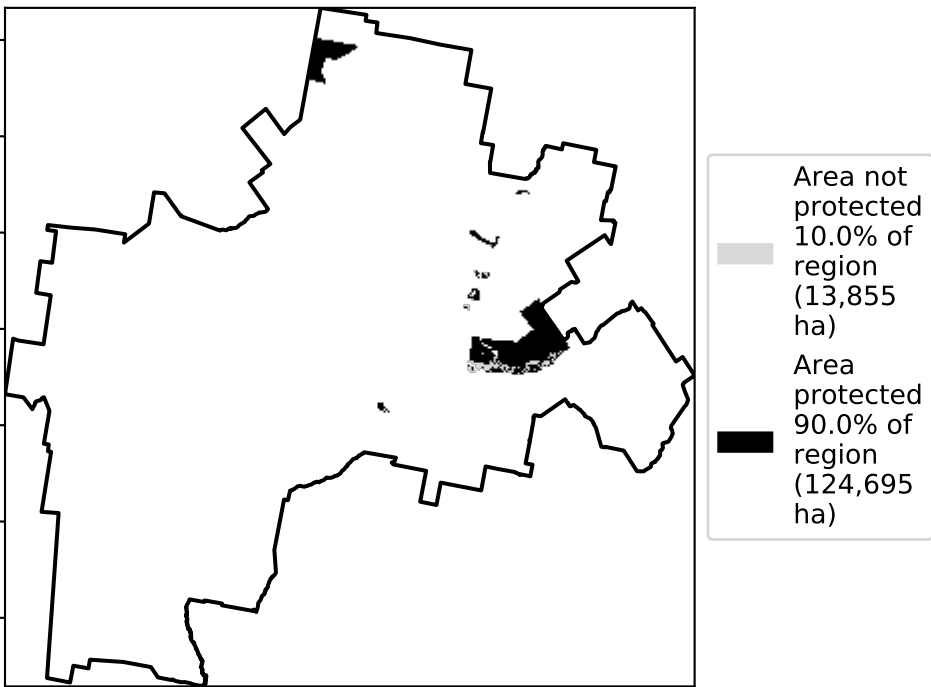 Area not
protected
10.0% of
region
(13,855
ha)
Area
protected
90.0% of
region
(124,695
ha)